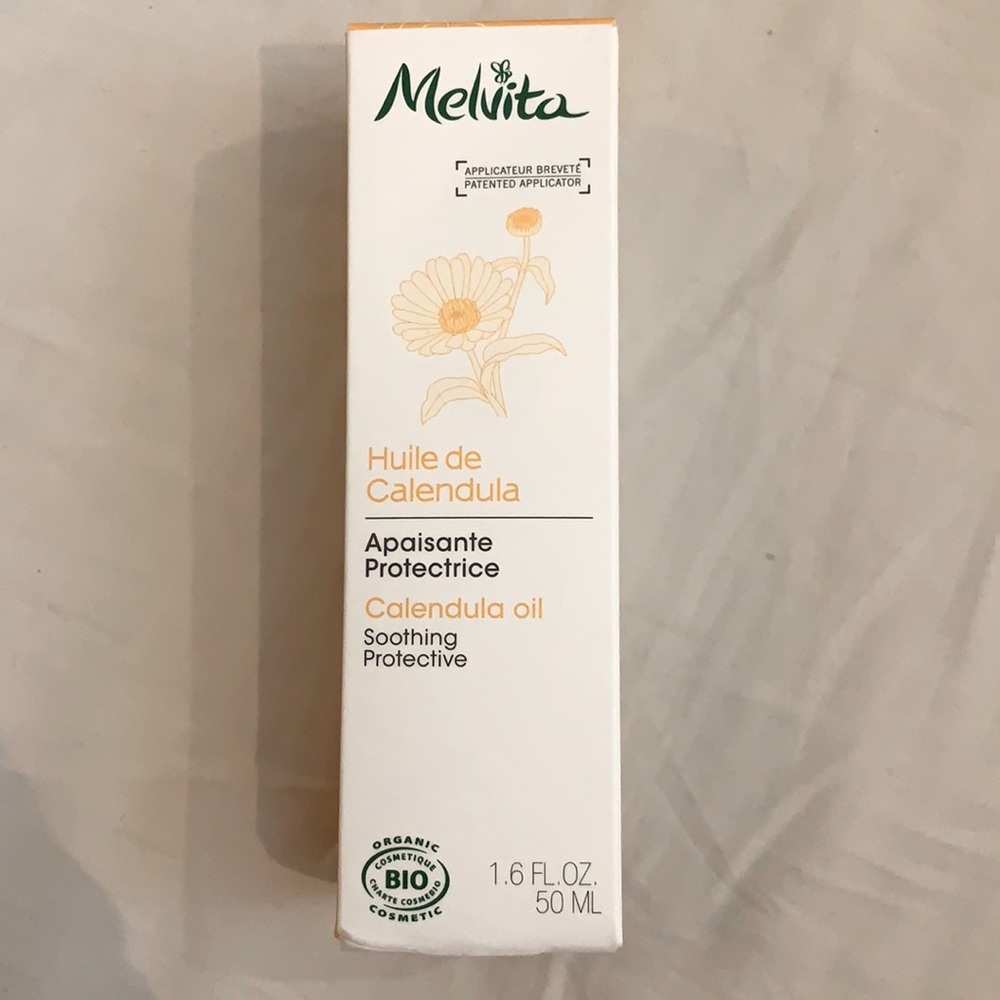 Melvita
APPLICATEUR BREVETÉ
PATENTED APPLICATOR
Huile de
Calendula
Apaisante
Protectrice
Calendula oil
Soothing
Protective
ORGANIC
COSMETIQUE
BIO
CHARTE COSMEBIO
COSMETIC
1.6 FL.OZ.
50 ML